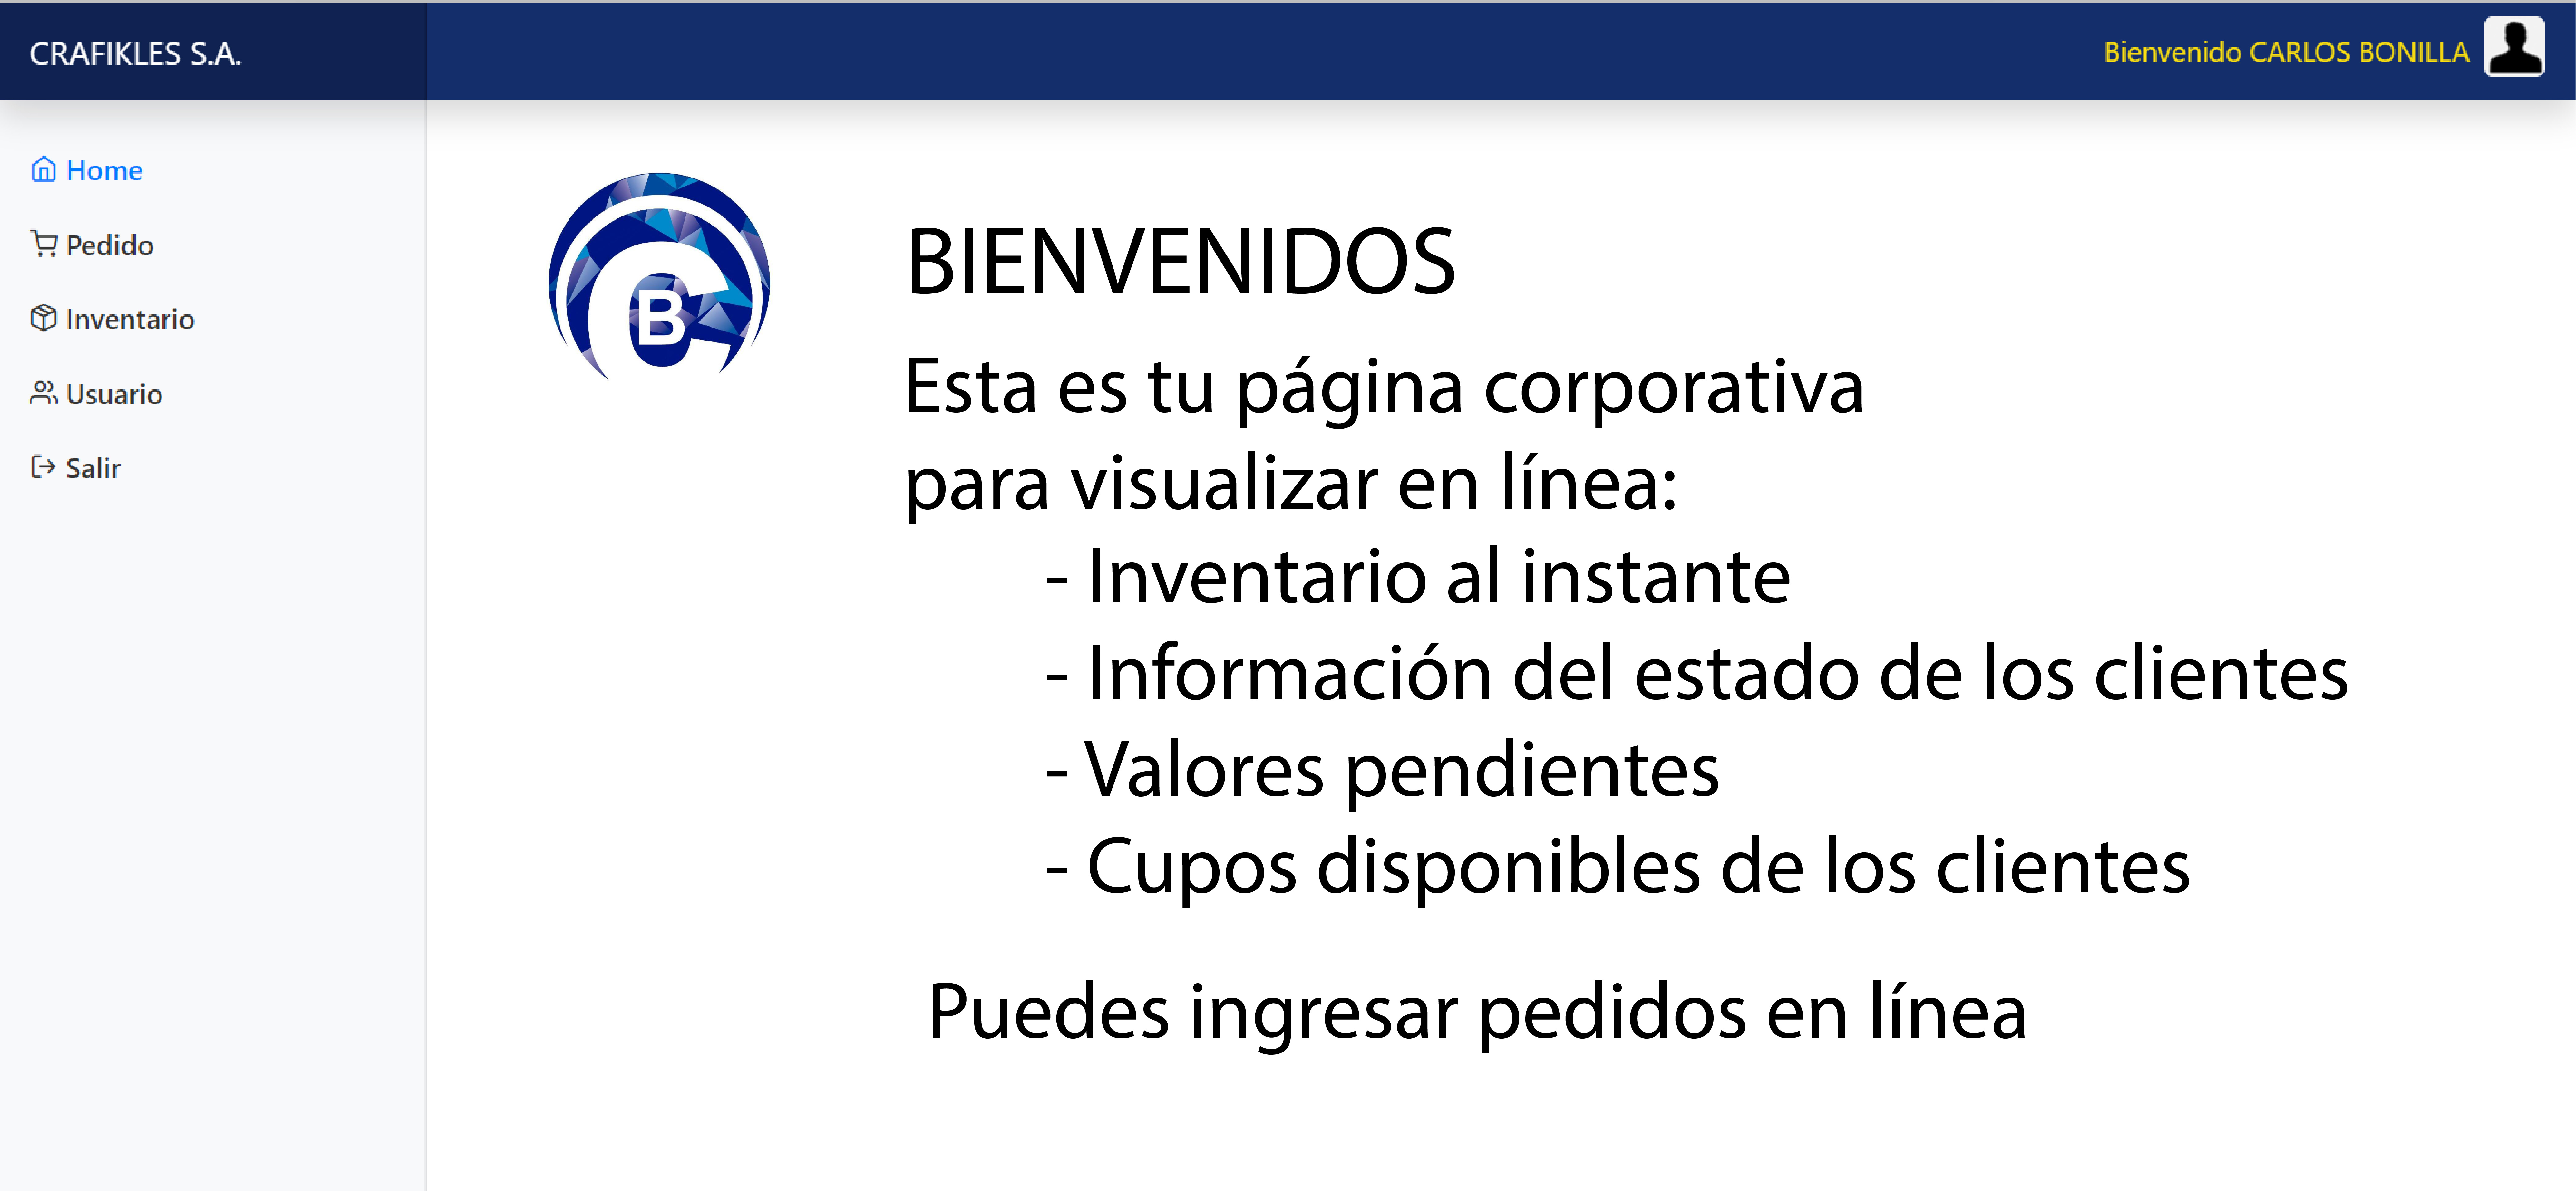 CRAFIKLES S.A.
Bienvenido CARLOS BONILLA
Home
Pedido
Inventario
Usuario
Salir
C B
BIENVENIDOS
Esta es tu página corporativa
para visualizar en línea:
- Inventario al instante
- Información del estado de los clientes
- Valores pendientes
- Cupos disponibles de los clientes
Puedes ingresar pedidos en línea